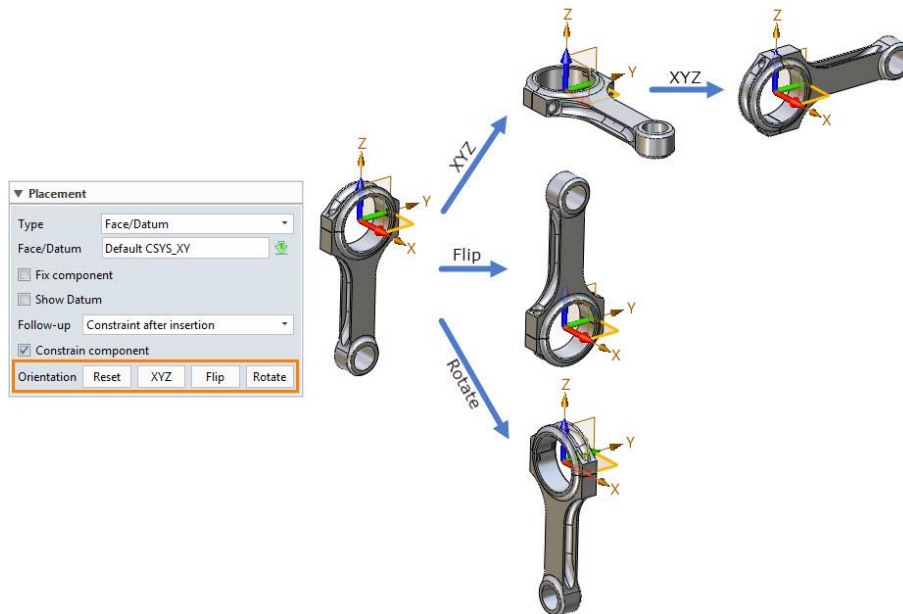 Placement
Type Face/Datum
Face/Datum Default CSYS_XY
Fix component
Show Datum
Follow-up Constraint after insertion
Constrain component
Orientation Reset XYZ Flip Rotate
Z
Y
X
XYZ
Z
Y
XYZ
Z
Y
X
Flip
Rotate
Z
Y
X